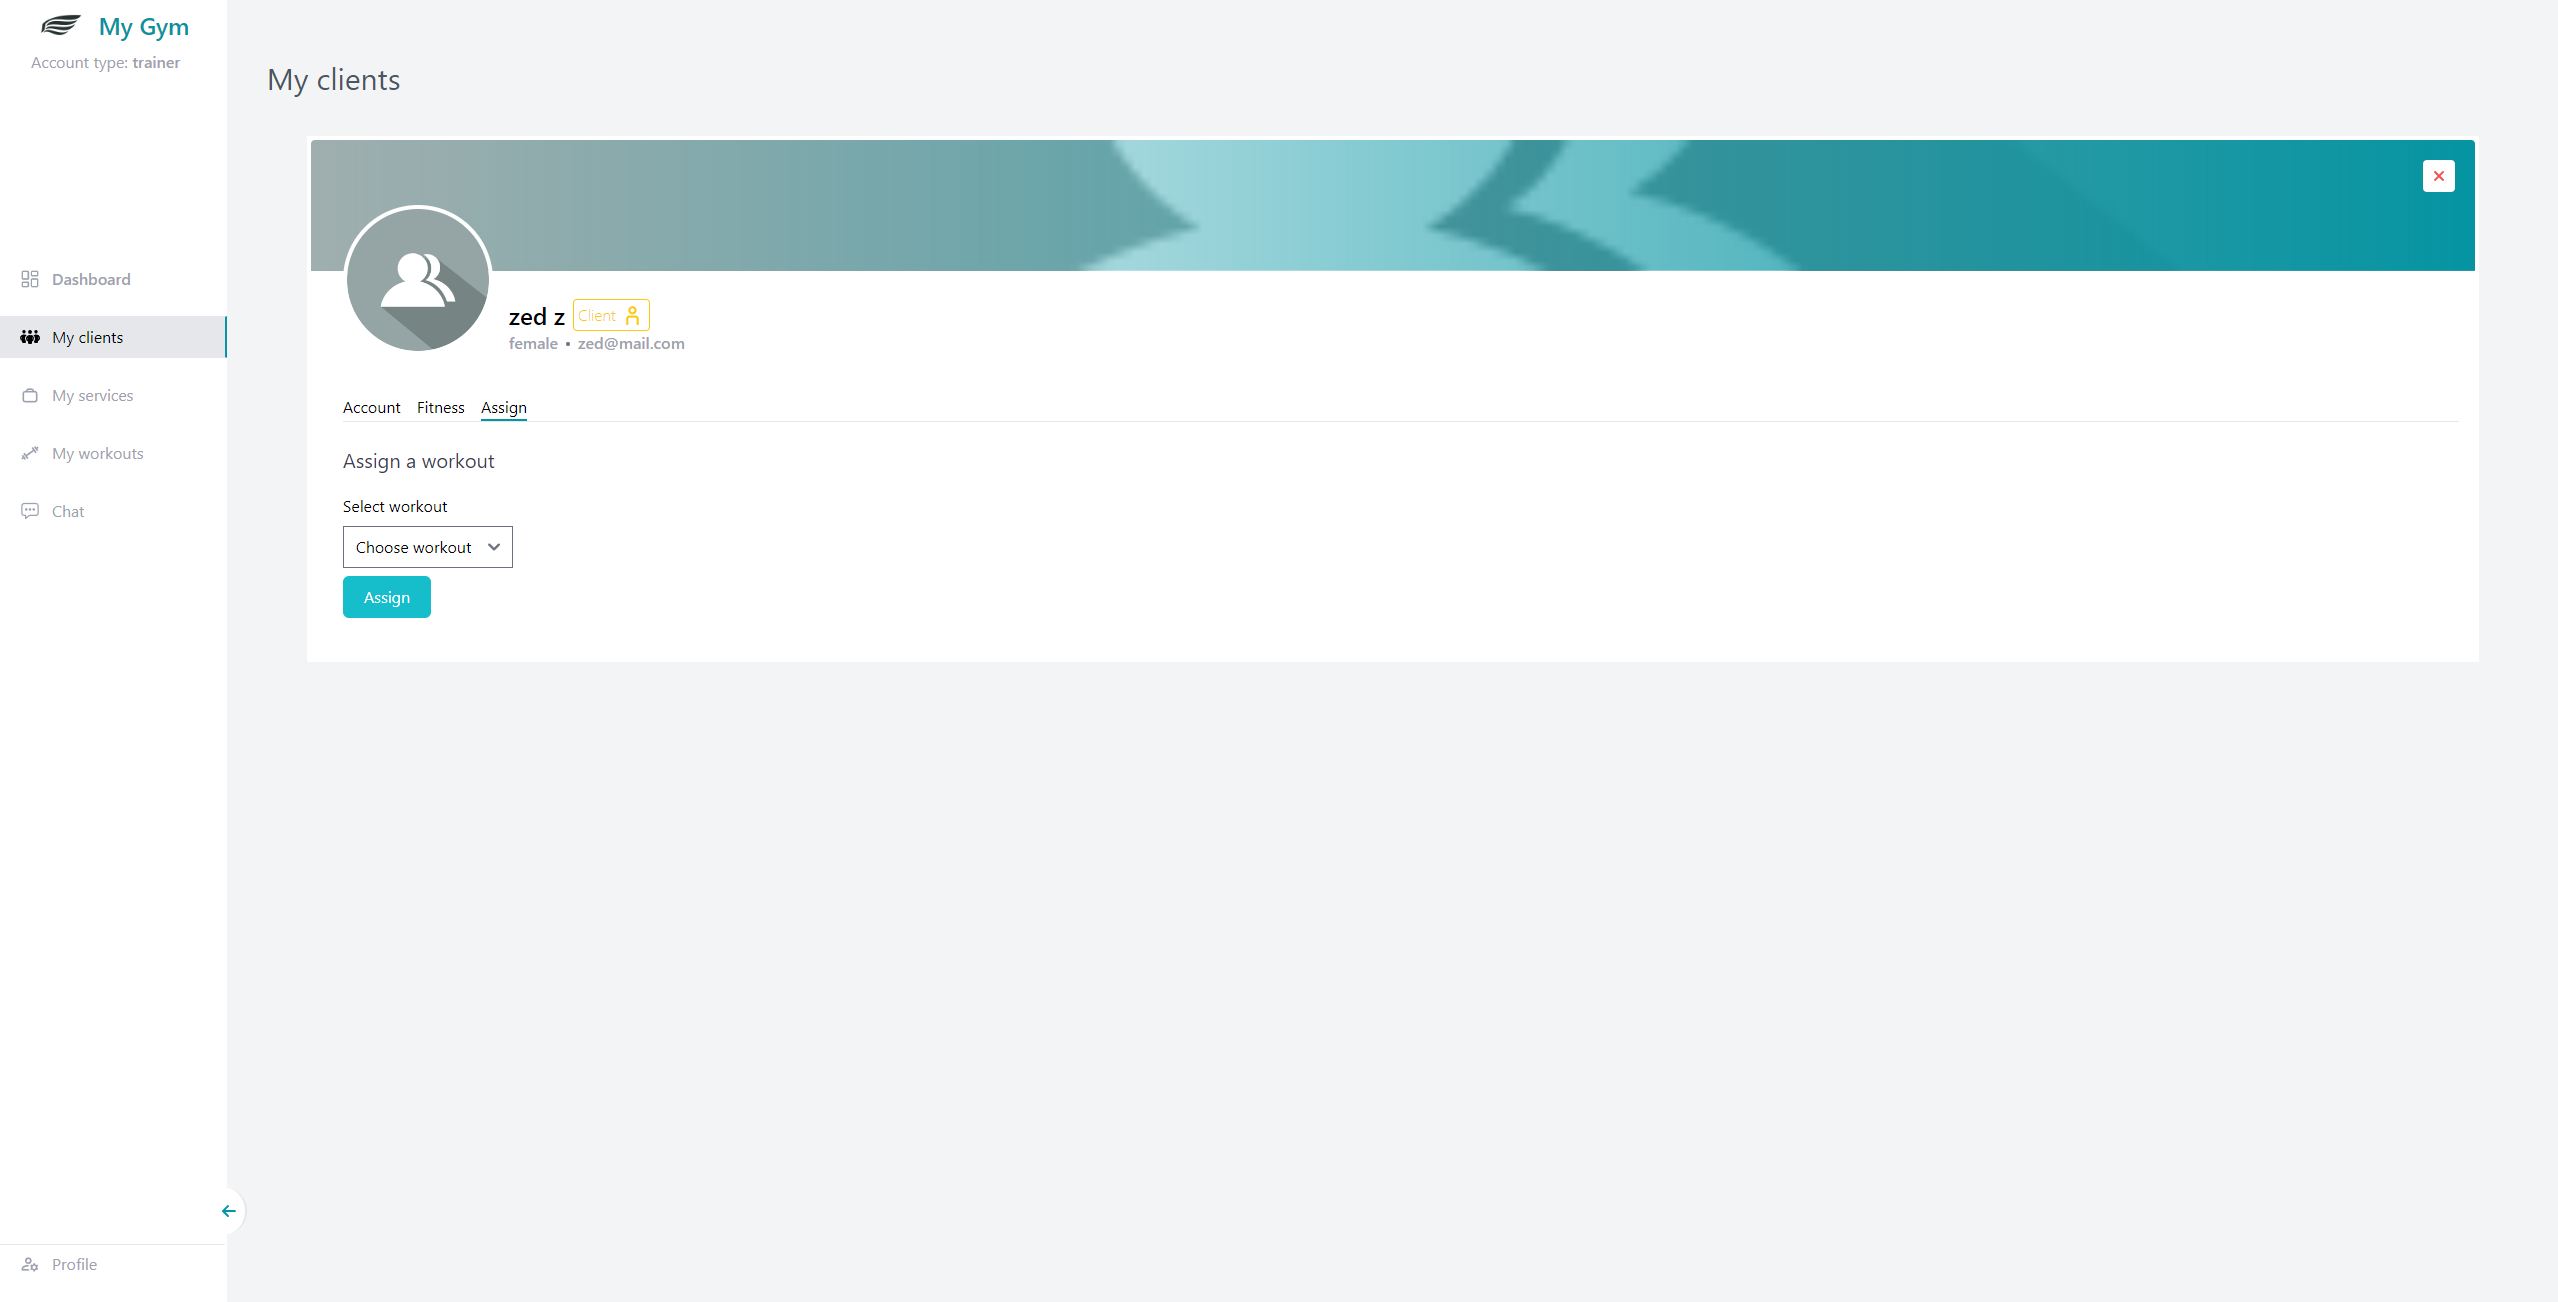 My Gym
Account type: trainer
Dashboard
My clients
My services
My workouts
Chat
Profile
My clients
zed z Client
female • zed@mail.com
Account Fitness Assign
Assign a workout
Select workout
Choose workout
Assign